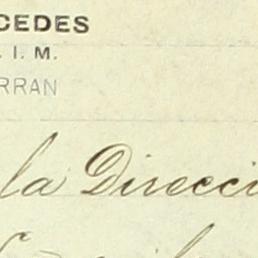 CEDES
. I. M.
RRAN
la Direcci